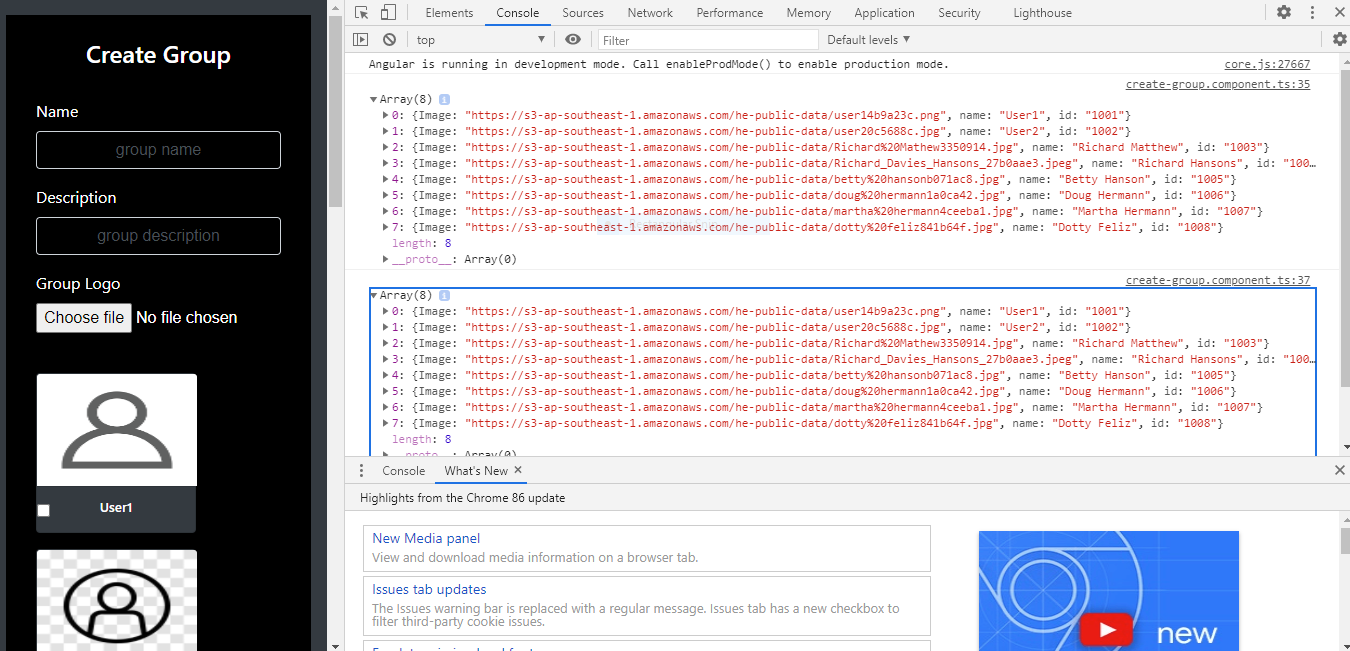 Create Group
Name
group name
Description
group description
Group Logo
Choose file No file chosen
User1
Elements Console Sources Network Performance Memory Application Security Lighthouse
top Filter Default levels
Angular is running in development mode. Call enableProdMode() to enable production mode. core.js:27667
create-group.component.ts:35
Array(8) i
0: {Image: "https://s3-ap-southeast-1.amazonaws.com/he-public-data/user14b9a23c.png", name: "User1", id: "1001"}
1: {Image: "https://s3-ap-southeast-1.amazonaws.com/he-public-data/user20c5688c.jpg", name: "User2", id: "1002"}
2: {Image: "https://s3-ap-southeast-1.amazonaws.com/he-public-data/Richard%20Mathew3350914.jpg", name: "Richard Matthew", id: "1003"}
3: {Image: "https://s3-ap-southeast-1.amazonaws.com/he-public-data/Richard_Davies_Hansons_27b0aae3.jpeg", name: "Richard Hansons", id: "100…
4: {Image: "https://s3-ap-southeast-1.amazonaws.com/he-public-data/betty%20hansonb071ac8.jpg", name: "Betty Hanson", id: "1005"}
5: {Image: "https://s3-ap-southeast-1.amazonaws.com/he-public-data/doug%20hermann1a0ca42.jpg", name: "Doug Hermann", id: "1006"}
6: {Image: "https://s3-ap-southeast-1.amazonaws.com/he-public-data/martha%20hermann4ceeba1.jpg", name: "Martha Hermann", id: "1007"}
7: {Image: "https://s3-ap-southeast-1.amazonaws.com/he-public-data/dotty%20feliz841b64f.jpg", name: "Dotty Feliz", id: "1008"}
length: 8
__proto__: Array(0)
create-group.component.ts:37
Array(8) i
0: {Image: "https://s3-ap-southeast-1.amazonaws.com/he-public-data/user14b9a23c.png", name: "User1", id: "1001"}
1: {Image: "https://s3-ap-southeast-1.amazonaws.com/he-public-data/user20c5688c.jpg", name: "User2", id: "1002"}
2: {Image: "https://s3-ap-southeast-1.amazonaws.com/he-public-data/Richard%20Mathew3350914.jpg", name: "Richard Matthew", id: "1003"}
3: {Image: "https://s3-ap-southeast-1.amazonaws.com/he-public-data/Richard_Davies_Hansons_27b0aae3.jpeg", name: "Richard Hansons", id: "100…
4: {Image: "https://s3-ap-southeast-1.amazonaws.com/he-public-data/betty%20hansonb071ac8.jpg", name: "Betty Hanson", id: "1005"}
5: {Image: "https://s3-ap-southeast-1.amazonaws.com/he-public-data/doug%20hermann1a0ca42.jpg", name: "Doug Hermann", id: "1006"}
6: {Image: "https://s3-ap-southeast-1.amazonaws.com/he-public-data/martha%20hermann4ceeba1.jpg", name: "Martha Hermann", id: "1007"}
7: {Image: "https://s3-ap-southeast-1.amazonaws.com/he-public-data/dotty%20feliz841b64f.jpg", name: "Dotty Feliz", id: "1008"}
length: 8
__proto__: Array(0)
Console What's New
Highlights from the Chrome 86 update
New Media panel
View and download media information on a browser tab.
Issues tab updates
The Issues warning bar is replaced with a regular message. Issues tab has a new checkbox to
filter third-party cookie issues.
new